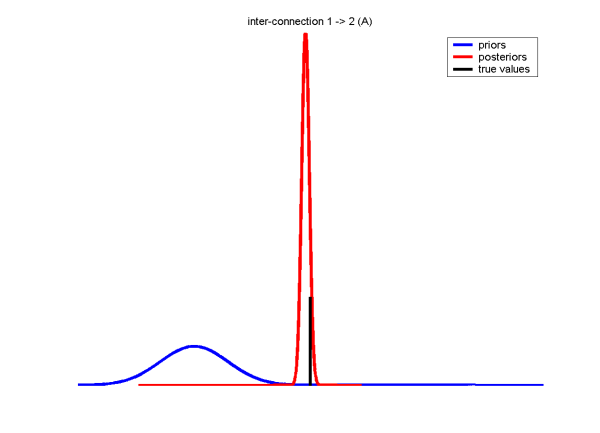 inter-connection 1 -> 2 (A)
priors
posteriors
true values